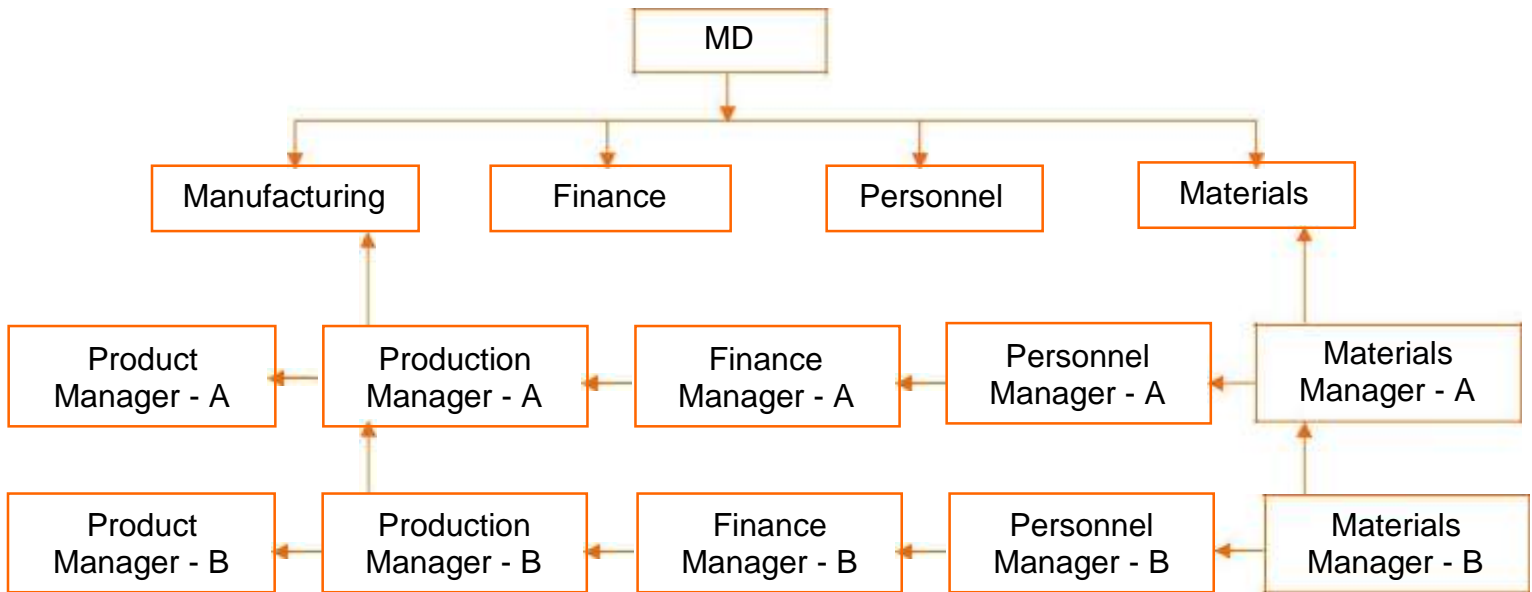 MD
Manufacturing
Finance
Personnel
Materials
Product
Manager - A
Production
Manager - A
Finance
Manager - A
Personnel
Manager - A
Materials
Manager - A
Product
Manager - B
Production
Manager - B
Finance
Manager - B
Personnel
Manager - B
Materials
Manager - B